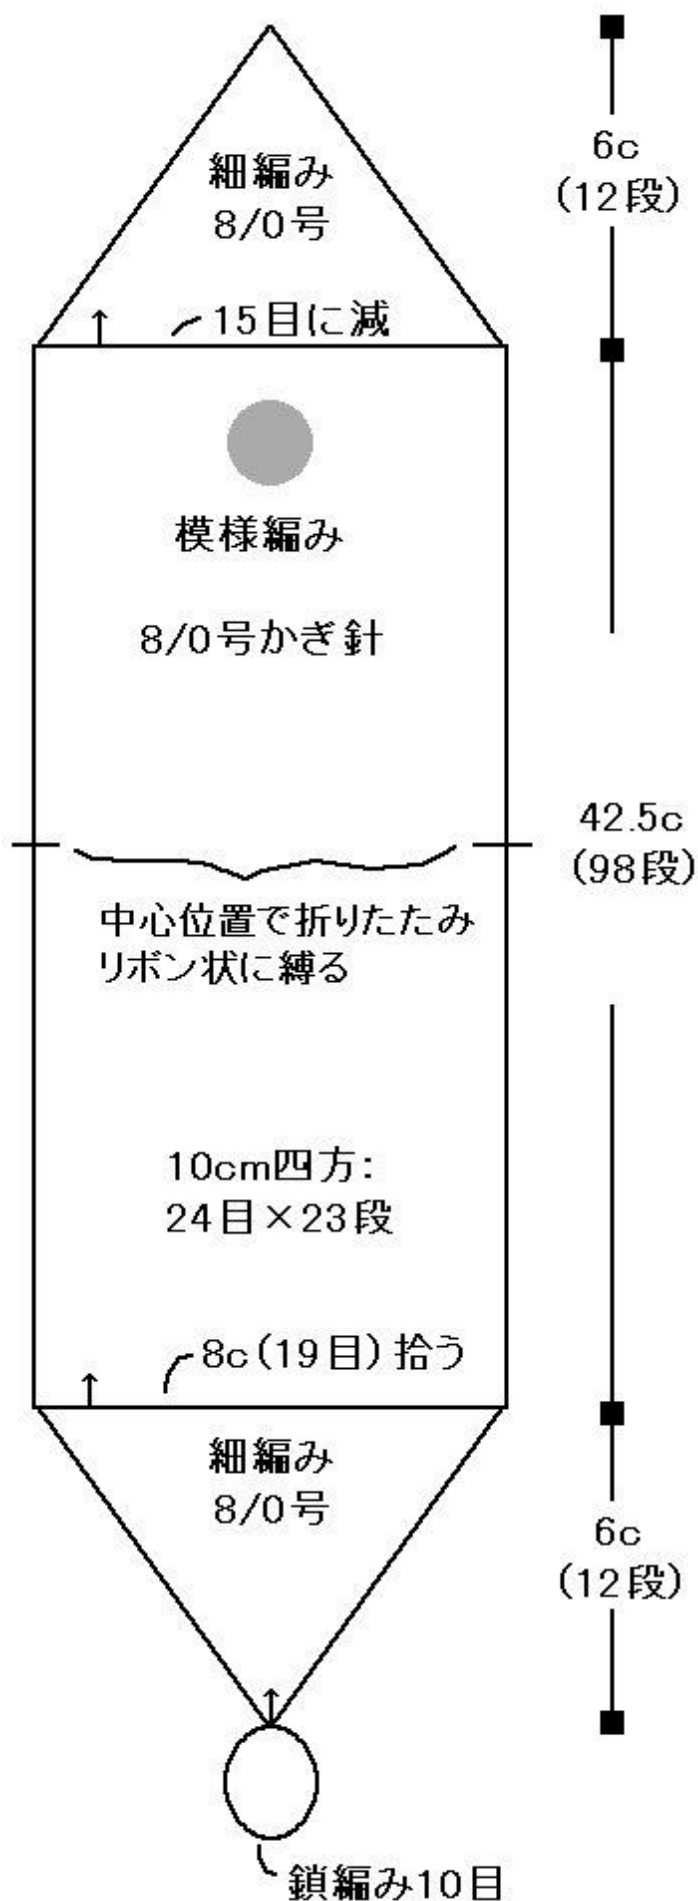 細編み
8/0号
6c
(12段)
15目に減
模様編み
8/0号かぎ針
42.5c
(98段)
中心位置で折りたたみ
リボン状に縛る
10cm四方:
24目×23段
8c(19目)拾う
細編み
8/0号
6c
(12段)
鎖編み10目